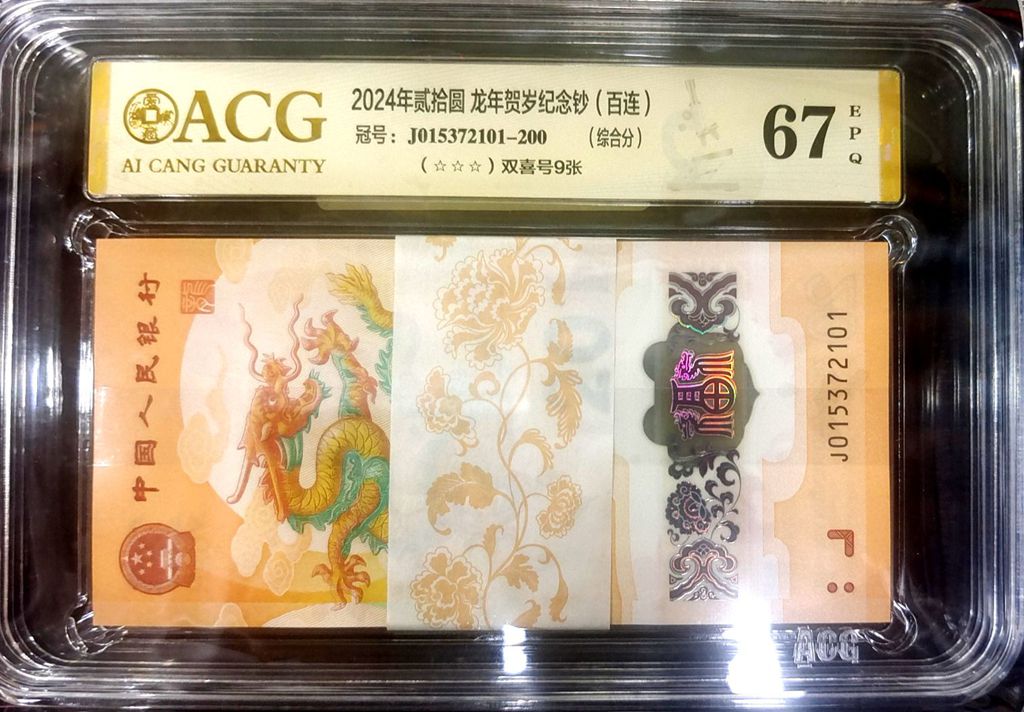 ACG
AI CANG GUARANTY
2024年贰拾圆 龙年贺岁纪念钞（百连）
冠号：J015372101-200 （综合分）
（☆☆☆）双喜号9张
67
EPQ
中国人民银行
福
J015372101
ACG